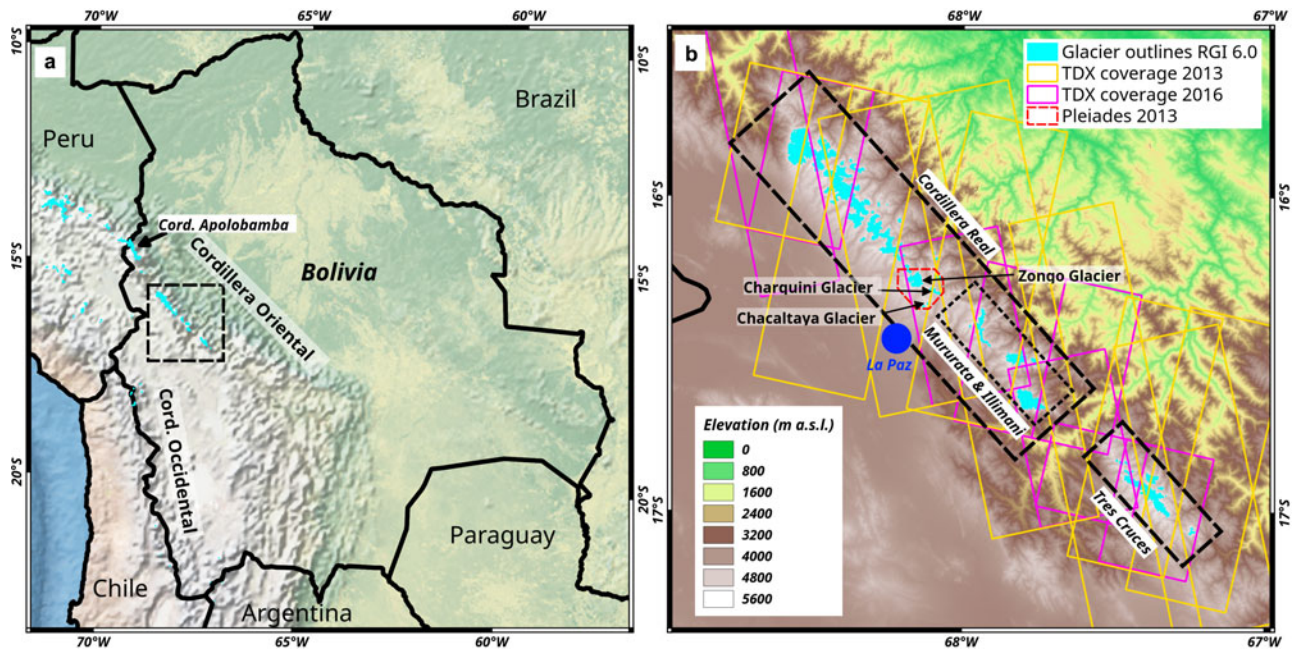 70°W
65°W
60°W
10°S
a
10°S
Brazil
Peru
Cord. Apolobamba
Cordillera Oriental
Bolivia
15°S
15°S
Cord. Occidental
20°S
20°S
Paraguay
Chile
Argentina
70°W
65°W
60°W
68°W
67°W
b
Glacier outlines RGI 6.0
TDX coverage 2013
TDX coverage 2016
Pleiades 2013
16°S
16°S
Cordillera Real
Zongo Glacier
Charquini Glacier
Chacaltaya Glacier
La Paz
Mururata & Illimani
Elevation (m a.s.l.)
0
800
1600
2400
3200
4000
4800
5600
Tres Cruces
17°S
17°S
68°W
67°W